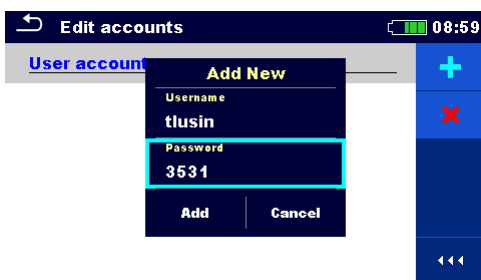 Edit accounts
08:59
User account
Add New
Username
tlusin
Password
3531
Add
Cancel